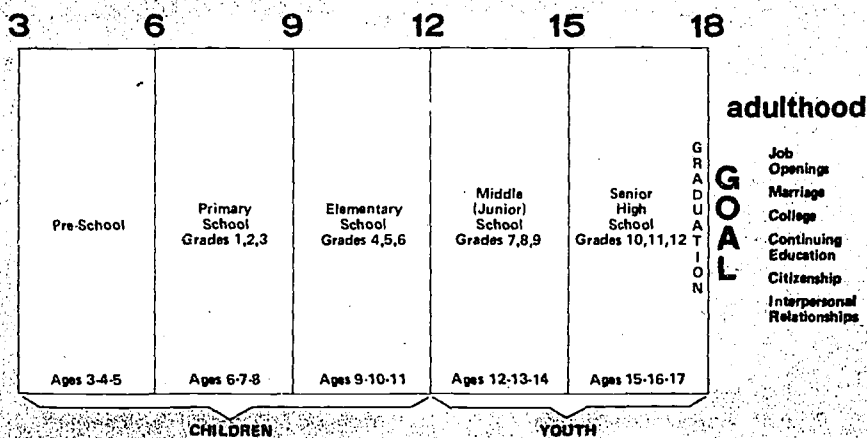 3 6 9 12 15 18
Pre-School
Ages 3-4-5
Primary
School
Grades 1,2,3
Ages 6-7-8
Elementary
School
Grades 4,5,6
Ages 9-10-11
Middle
(Junior)
School
Grades 7,8,9
Ages 12-13-14
Senior
High
School
Grades 10,11,12
Ages 15-16-17
GRADUATION
GOAL
adulthood
Job
Openings
Marriage
College
Continuing
Education
Citizenship
Interpersonal
Relationships
CHILDREN
YOUTH